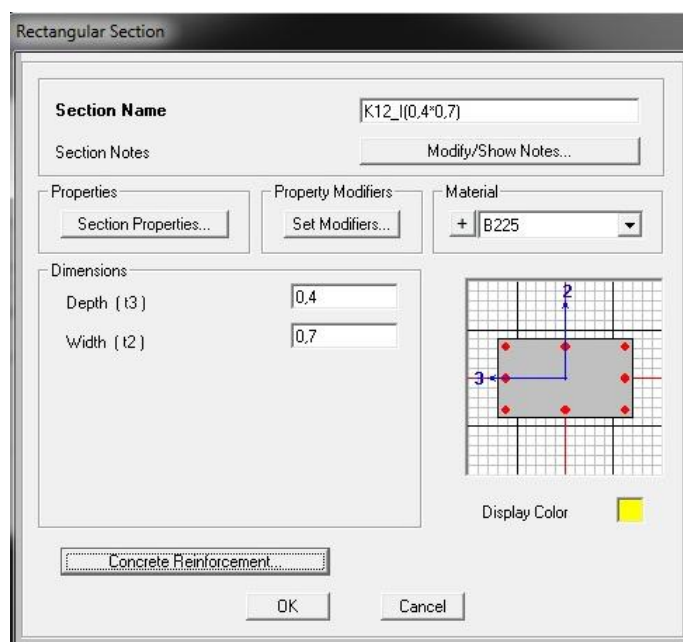 Rectangular Section
Section Name K12_I(0,4*0,7)
Section Notes Modify/Show Notes...
Properties Property Modifiers Material
Section Properties... Set Modifiers... + B225
Dimensions
Depth ( t3 ) 0,4
Width ( t2 ) 0,7
2
3
Display Color
Concrete Reinforcement...
OK Cancel